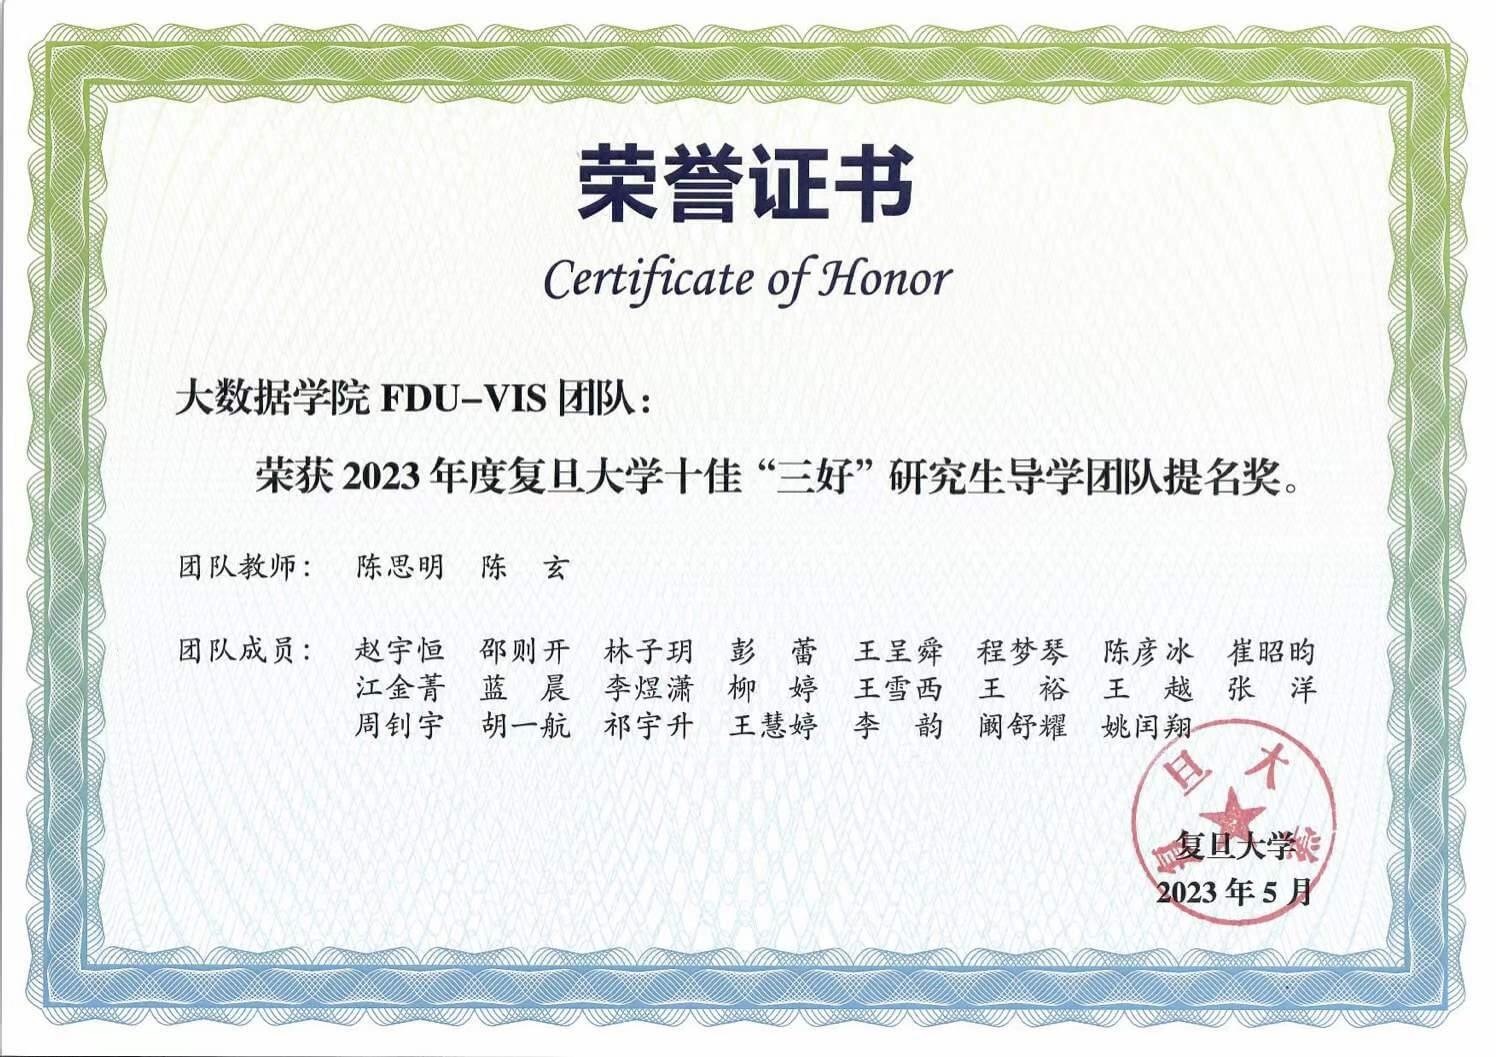 荣誉证书
Certificate of Honor
大数据学院 FDU-VIS 团队：
荣获 2023 年度复旦大学十佳“三好”研究生导学团队提名奖。
团队教师： 陈思明 陈 玄
团队成员： 赵宇恒 邵则开 林子玥 彭 蕾 王呈舜 程梦琴 陈彦冰 崔昭昀
江金菁 蓝 晨 李煜潇 柳 婷 王雪西 王 裕 王 越 张 洋
周钊宇 胡一航 祁宇升 王慧婷 李 韵 阚舒耀 姚闰翔
复旦大学
复旦大学
2023 年 5 月